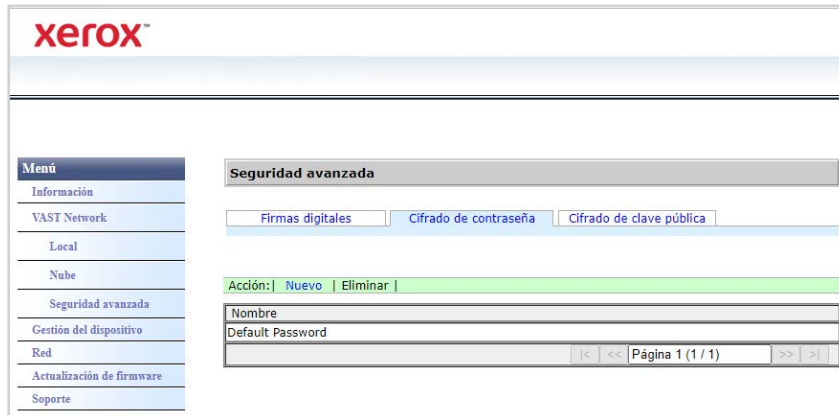 xerox™
Menú
Información
VAST Network
Local
Nube
Seguridad avanzada
Gestión del dispositivo
Red
Actualización de firmware
Soporte
Seguridad avanzada
Firmas digitales Cifrado de contraseña Cifrado de clave pública
Acción:| Nuevo | Eliminar |
Nombre
Default Password
|< << Página 1 (1 / 1) >> >|